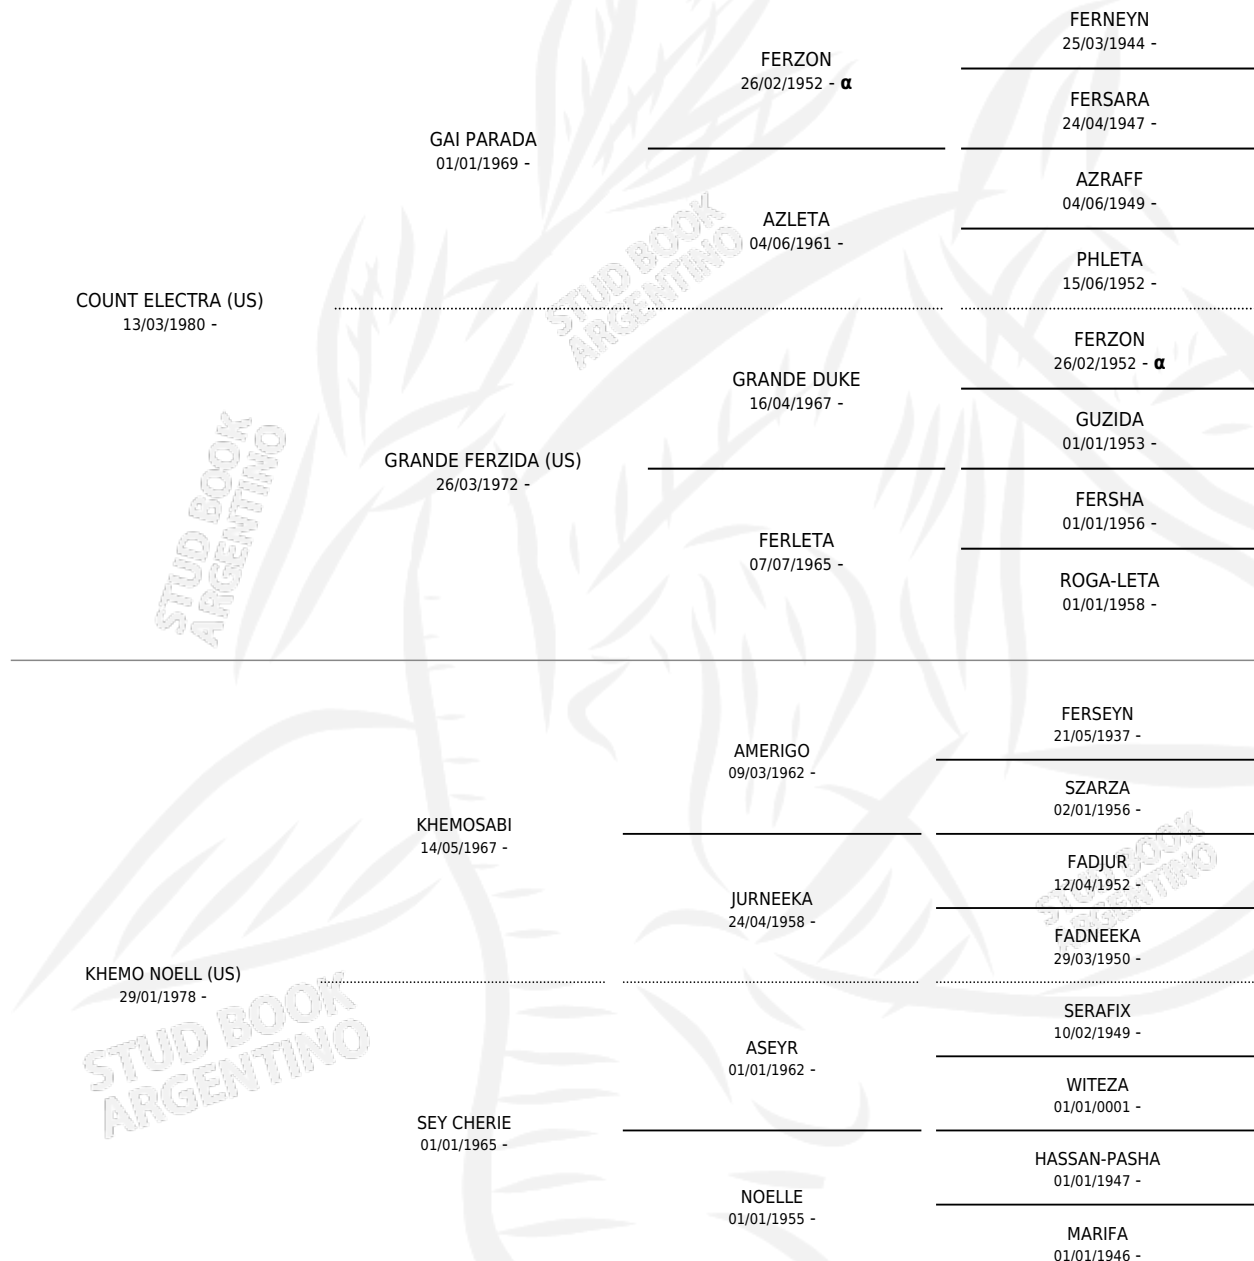 FERNEYN
25/03/1944 -
FERZON
26/02/1952 - α
FERSARA
24/04/1947 -
GAI PARADA
01/01/1969 -
AZRAFF
04/06/1949 -
AZLETA
04/06/1961 -
PHLETA
15/06/1952 -
COUNT ELECTRA (US)
13/03/1980 -
FERZON
26/02/1952 - α
GRANDE DUKE
16/04/1967 -
GUZIDA
01/01/1953 -
GRANDE FERZIDA (US)
26/03/1972 -
FERSHA
01/01/1956 -
FERLETA
07/07/1965 -
ROGA-LETA
01/01/1958 -
FERSEYN
21/05/1937 -
AMERIGO
09/03/1962 -
SZARZA
02/01/1956 -
KHEMOSABI
14/05/1967 -
FADJUR
12/04/1952 -
JURNEEKA
24/04/1958 -
FADNEEKA
29/03/1950 -
KHEMO NOELL (US)
29/01/1978 -
SERAFIX
10/02/1949 -
ASEYR
01/01/1962 -
WITEZA
01/01/0001 -
SEY CHERIE
01/01/1965 -
HASSAN-PASHA
01/01/1947 -
NOELLE
01/01/1955 -
MARIFA
01/01/1946 -
STUD BOOK
ARGENTINO
STUD BOOK
ARGENTINO
STUD BOOK
ARGENTINO
STUD BOOK
ARGENTINO